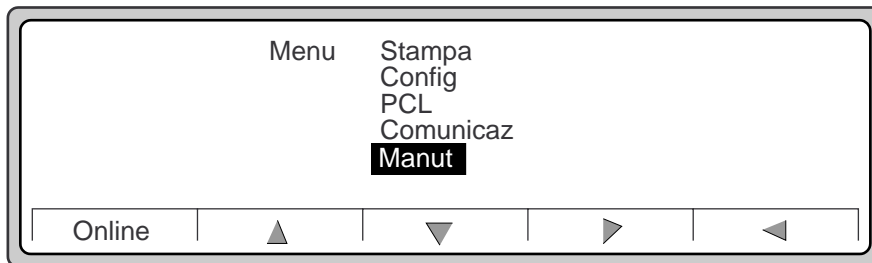 Menu Stampa
Config
PCL
Comunicaz
Manut
Online